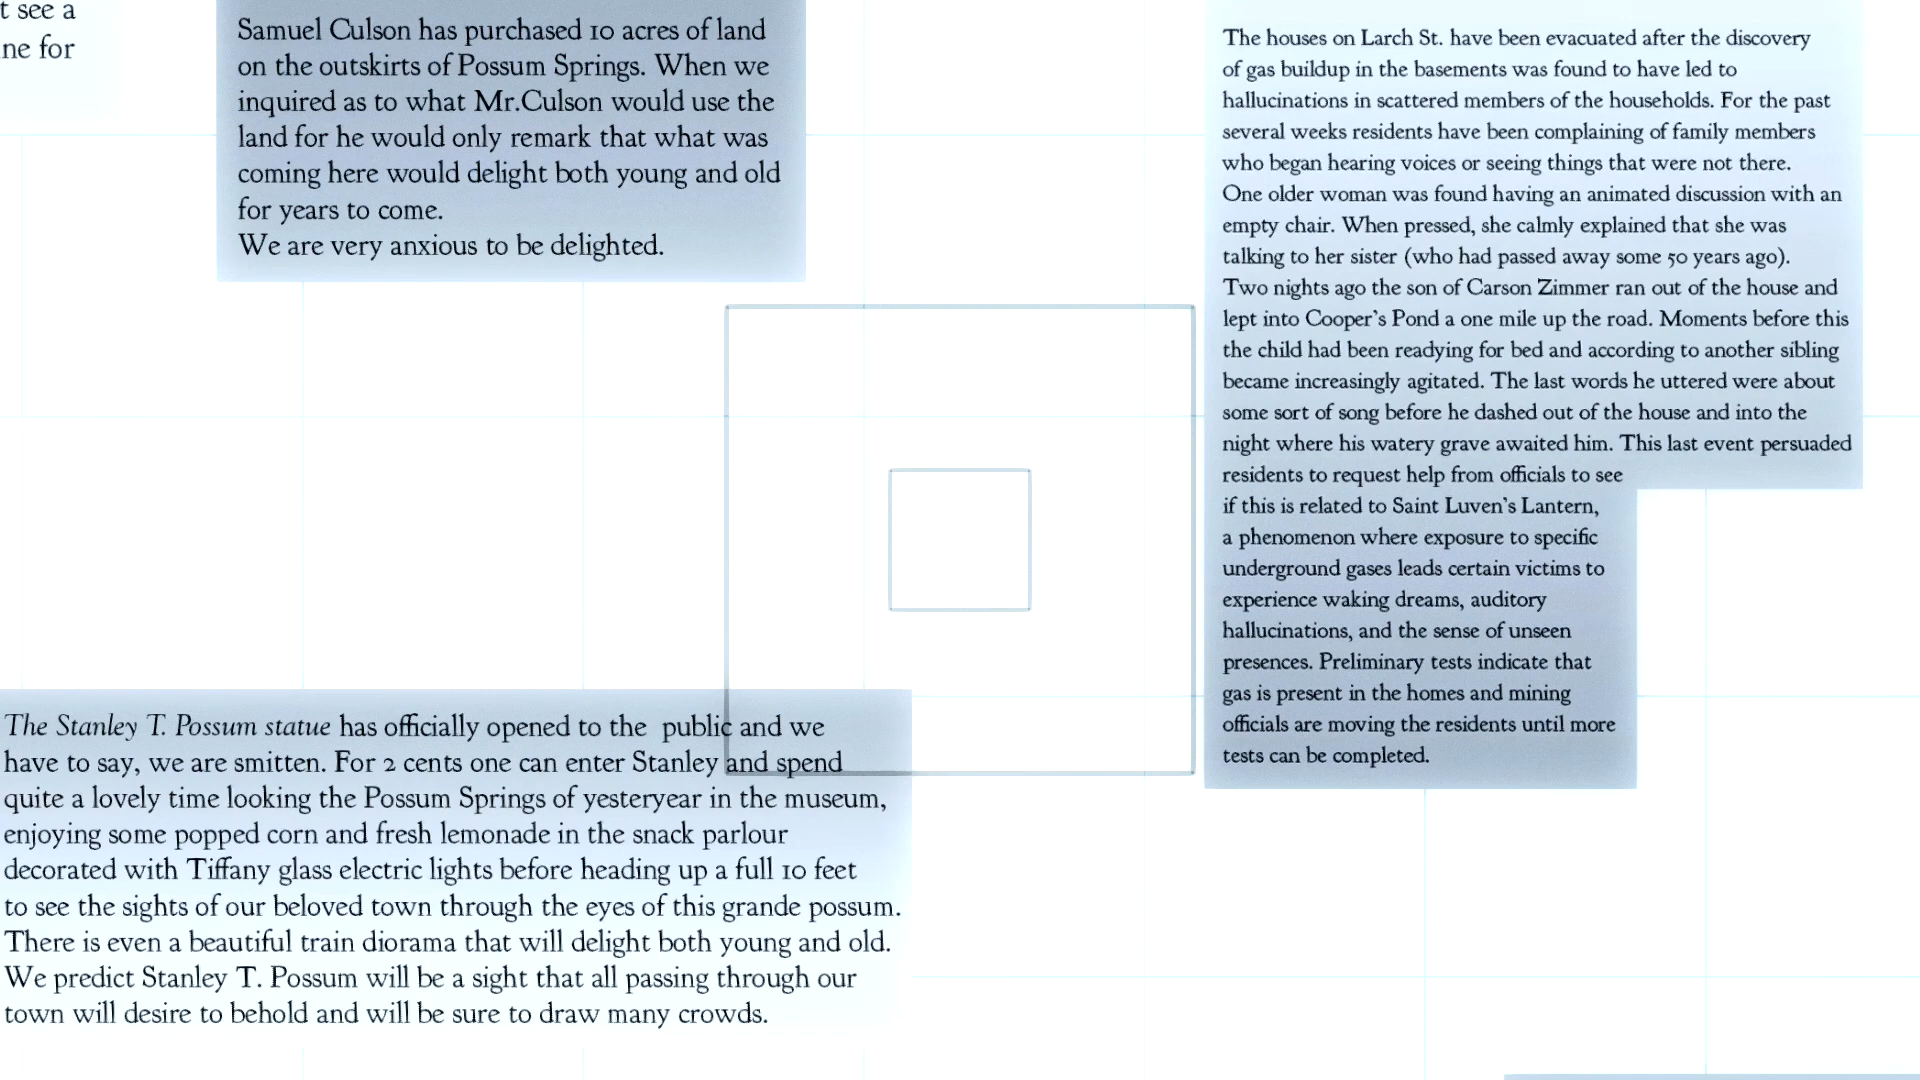 t see a
ne for
Samuel Culson has purchased 10 acres of land
on the outskirts of Possum Springs. When we
inquired as to what Mr.Culson would use the
land for he would only remark that what was
coming here would delight both young and old
for years to come.
We are very anxious to be delighted.
The houses on Larch St. have been evacuated after the discovery
of gas buildup in the basements was found to have led to
hallucinations in scattered members of the households. For the past
several weeks residents have been complaining of family members
who began hearing voices or seeing things that were not there.
One older woman was found having an animated discussion with an
empty chair. When pressed, she calmly explained that she was
talking to her sister (who had passed away some 50 years ago).
Two nights ago the son of Carson Zimmer ran out of the house and
lept into Cooper's Pond a one mile up the road. Moments before this
the child had been readying for bed and according to another sibling
became increasingly agitated. The last words he uttered were about
some sort of song before he dashed out of the house and into the
night where his watery grave awaited him. This last event persuaded
residents to request help from officials to see
if this is related to Saint Luven's Lantern,
a phenomenon where exposure to specific
underground gases leads certain victims to
experience waking dreams, auditory
hallucinations, and the sense of unseen
presences. Preliminary tests indicate that
gas is present in the homes and mining
officials are moving the residents until more
tests can be completed.
The Stanley T. Possum statue has officially opened to the  public and we
have to say, we are smitten. For 2 cents one can enter Stanley and spend
quite a lovely time looking the Possum Springs of yesteryear in the museum,
enjoying some popped corn and fresh lemonade in the snack parlour
decorated with Tiffany glass electric lights before heading up a full 10 feet
to see the sights of our beloved town through the eyes of this grande possum.
There is even a beautiful train diorama that will delight both young and old.
We predict Stanley T. Possum will be a sight that all passing through our
town will desire to behold and will be sure to draw many crowds.